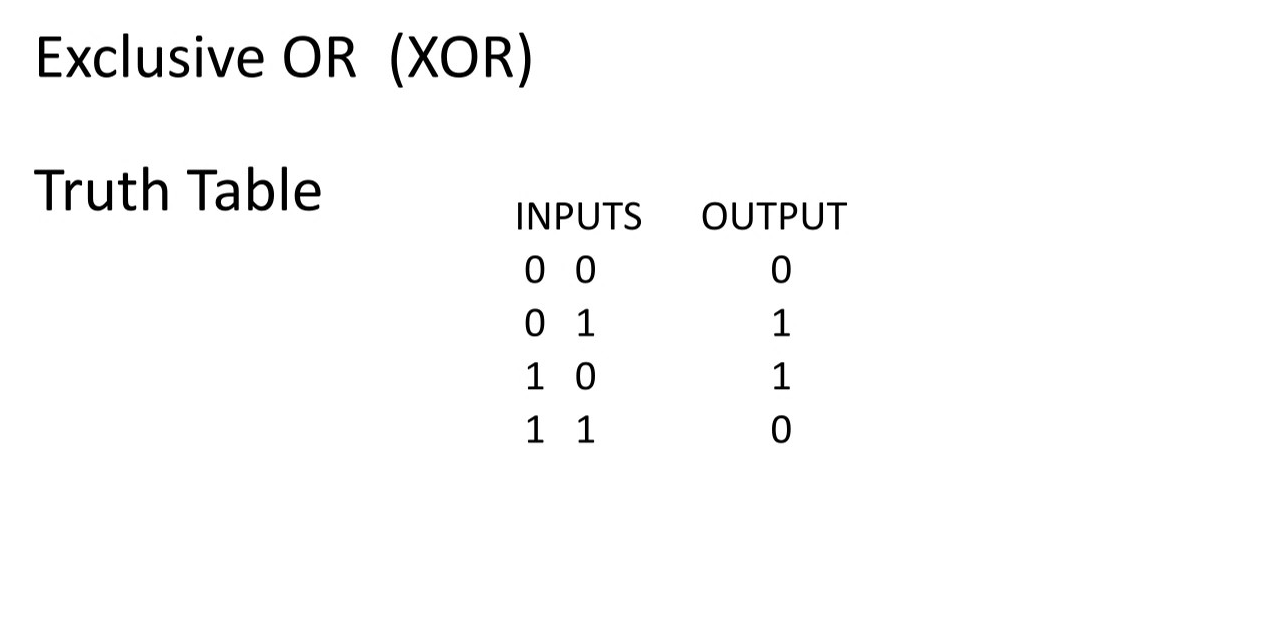 Exclusive OR (XOR)
Truth Table
INPUTS OUTPUT
0 0 0
0 1 1
1 0 1
1 1 0